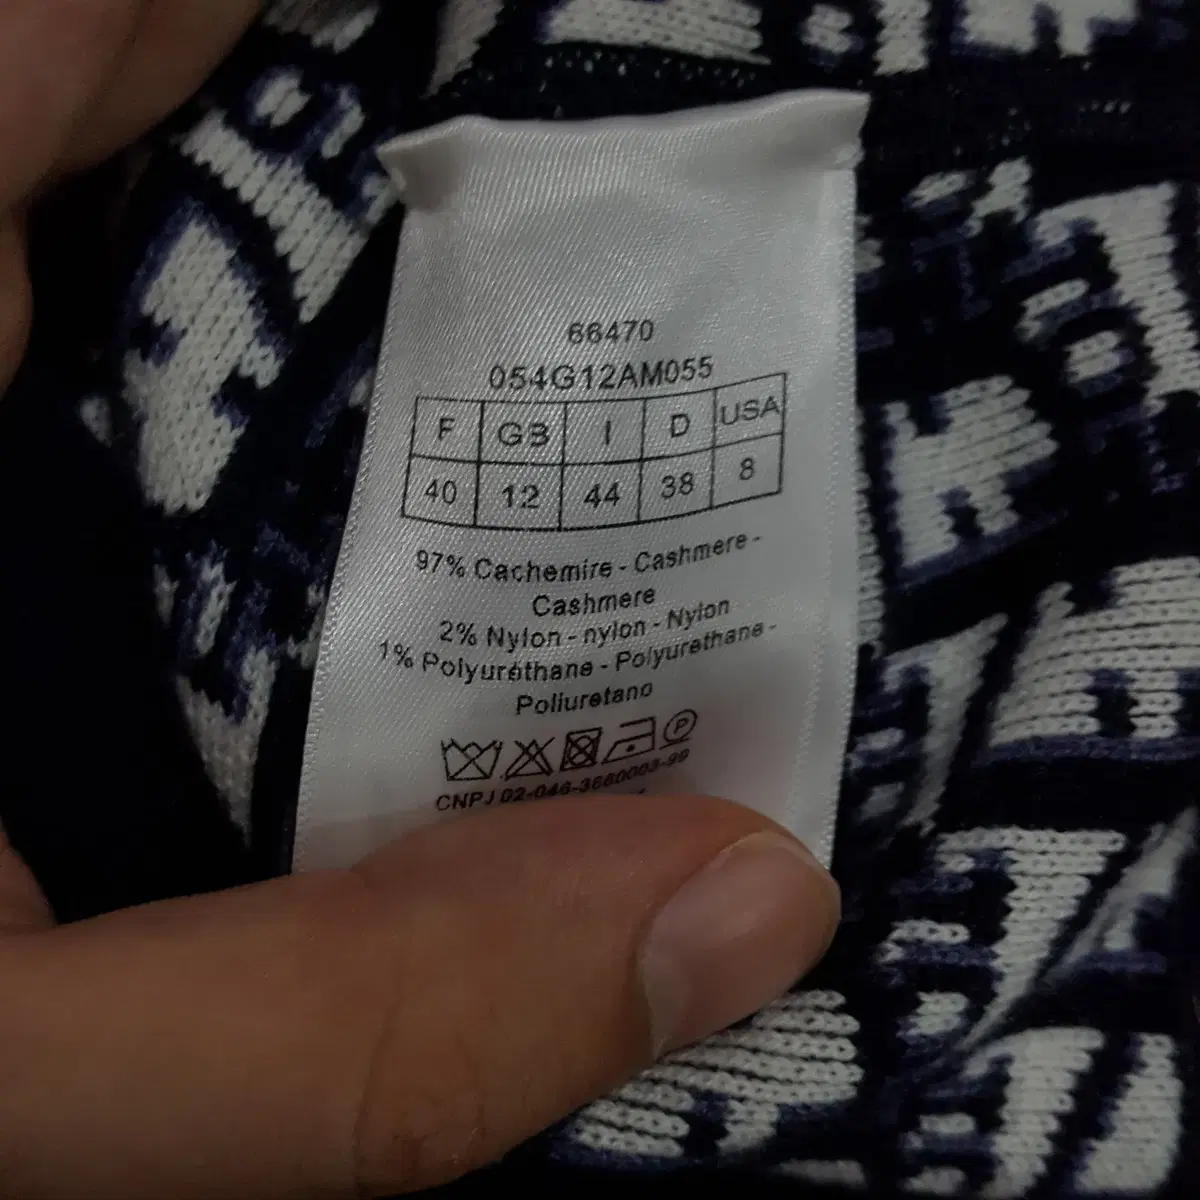 66470
054G12AM055
F GB I D USA
40 12 44 38 8
97% Cachemire - Cashmere -
Cashmere
2% Nylon - nylon - Nylon
1% Polyuréthane - Polyurethane -
Poliuretano
P
CNPJ 02-046-3660003-99